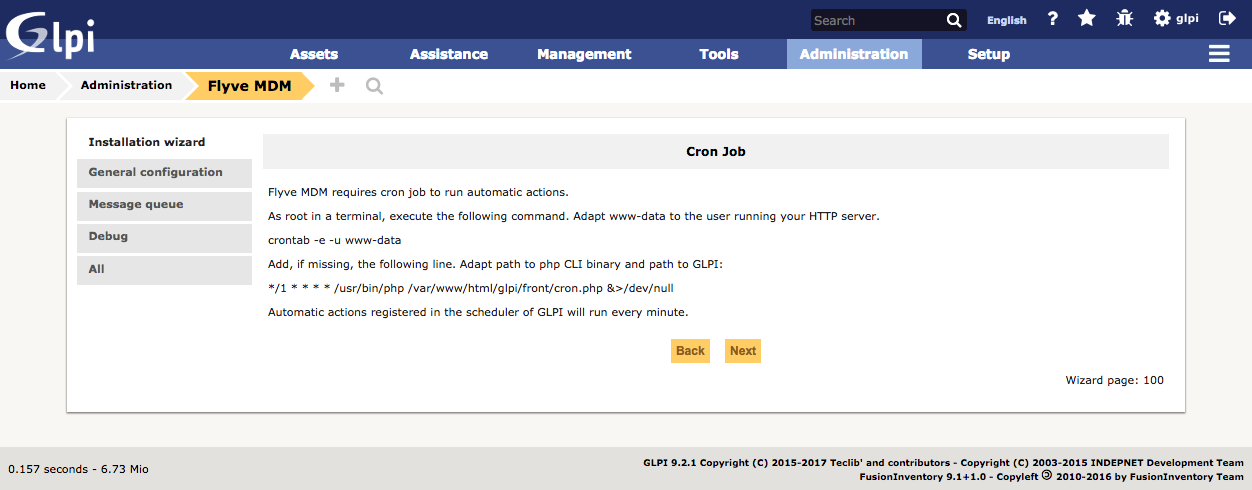 Glpi
Search
English ? glpi
Assets Assistance Management Tools Administration Setup
Home Administration Flyve MDM
Installation wizard
General configuration
Message queue
Debug
All
Cron Job
Flyve MDM requires cron job to run automatic actions.
As root in a terminal, execute the following command. Adapt www-data to the user running your HTTP server.
crontab -e -u www-data
Add, if missing, the following line. Adapt path to php CLI binary and path to GLPI:
*/1 * * * * /usr/bin/php /var/www/html/glpi/front/cron.php &>/dev/null
Automatic actions registered in the scheduler of GLPI will run every minute.
Back Next
Wizard page: 100
0.157 seconds - 6.73 Mio
GLPI 9.2.1 Copyright (C) 2015-2017 Teclib' and contributors - Copyright (C) 2003-2015 INDEPNET Development Team
FusionInventory 9.1+1.0 - Copyleft 🄯 2010-2016 by FusionInventory Team